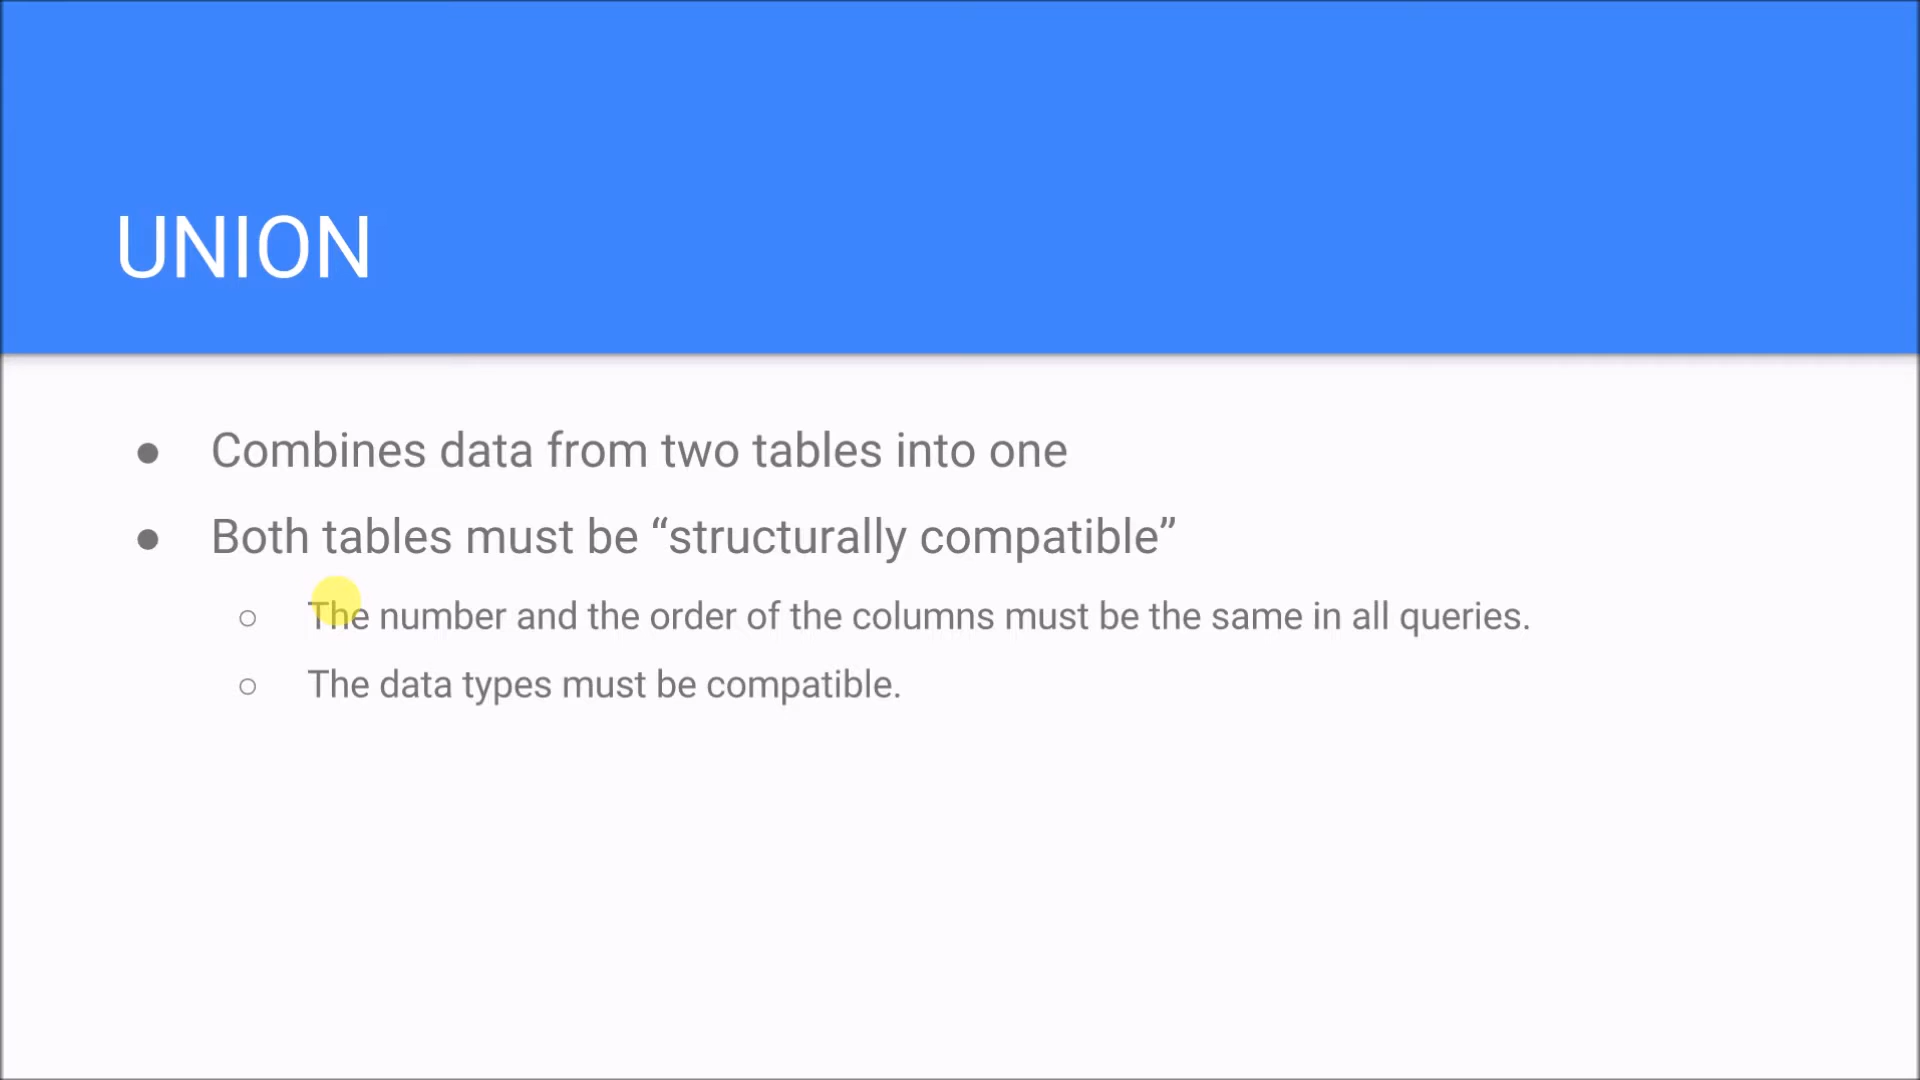 UNION
● Combines data from two tables into one
● Both tables must be “structurally compatible”
○ The number and the order of the columns must be the same in all queries.
○ The data types must be compatible.